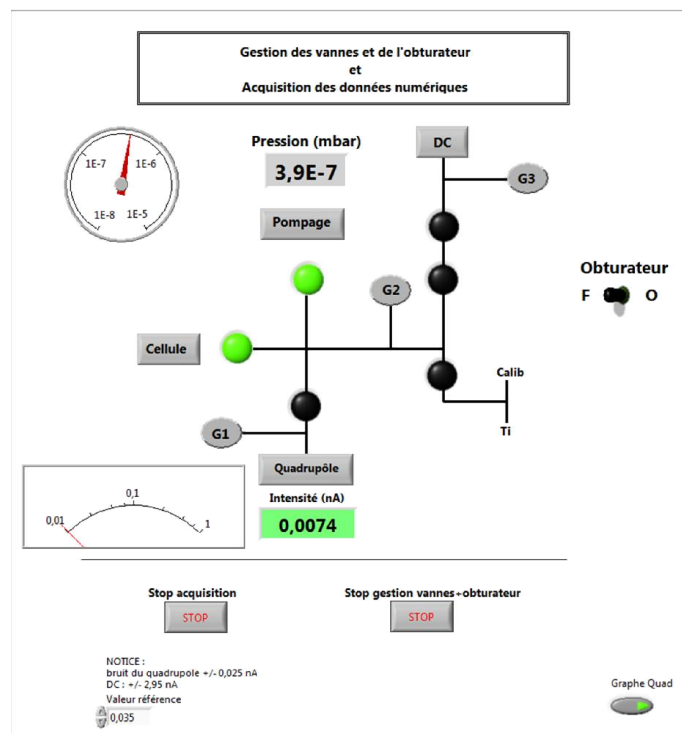 Gestion des vannes et de l'obturateur
et
Acquisition des données numériques
Pression (mbar)
3,9E-7
DC
1E-7
1E-6
1E-8
1E-5
G3
Pompage
Obturateur
F
O
G2
Cellule
Calib
Ti
G1
Quadrupôle
Intensité (nA)
0,0074
0,01
0,1
1
Stop acquisition
STOP
Stop gestion vannes+obturateur
STOP
NOTICE :
bruit du quadrupole +/- 0,025 nA
DC : +/- 2,95 nA
Valeur référence
0,035
Graphe Quad